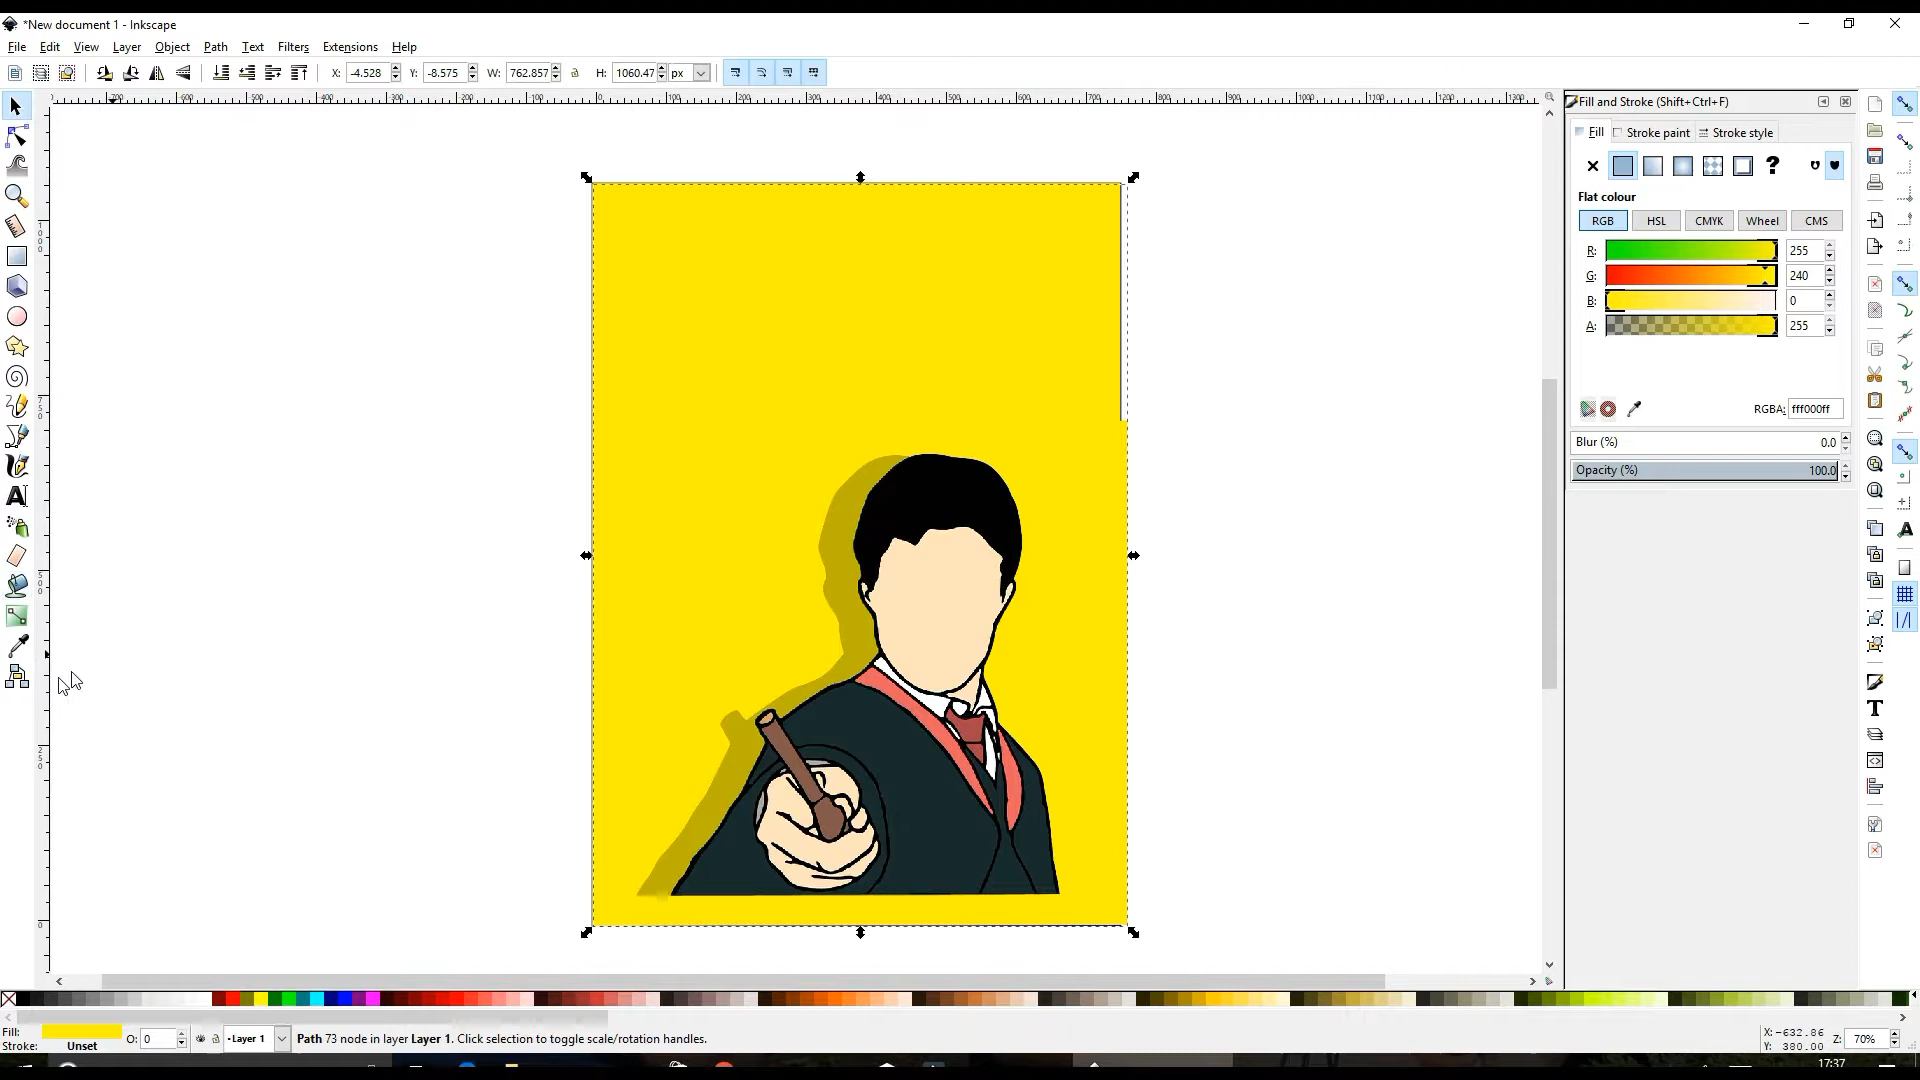 *New document 1 - Inkscape
File Edit View Layer Object Path Text Filters Extensions Help
X: -4.528 Y: -8.575 W: 762.857 H: 1060.47 px
Fill and Stroke (Shift+Ctrl+F)
Fill Stroke paint Stroke style
Flat colour
RGB HSL CMYK Wheel CMS
R: 255
G: 240
B: 0
A: 255
RGBA: fff000ff
Blur (%) 0.0
Opacity (%) 100.0
Fill:
Stroke: Unset
O: 0
Layer 1
Path 73 node in layer Layer 1. Click selection to toggle scale/rotation handles.
X: -632.86
Y: 380.00
Z: 70%
17:37